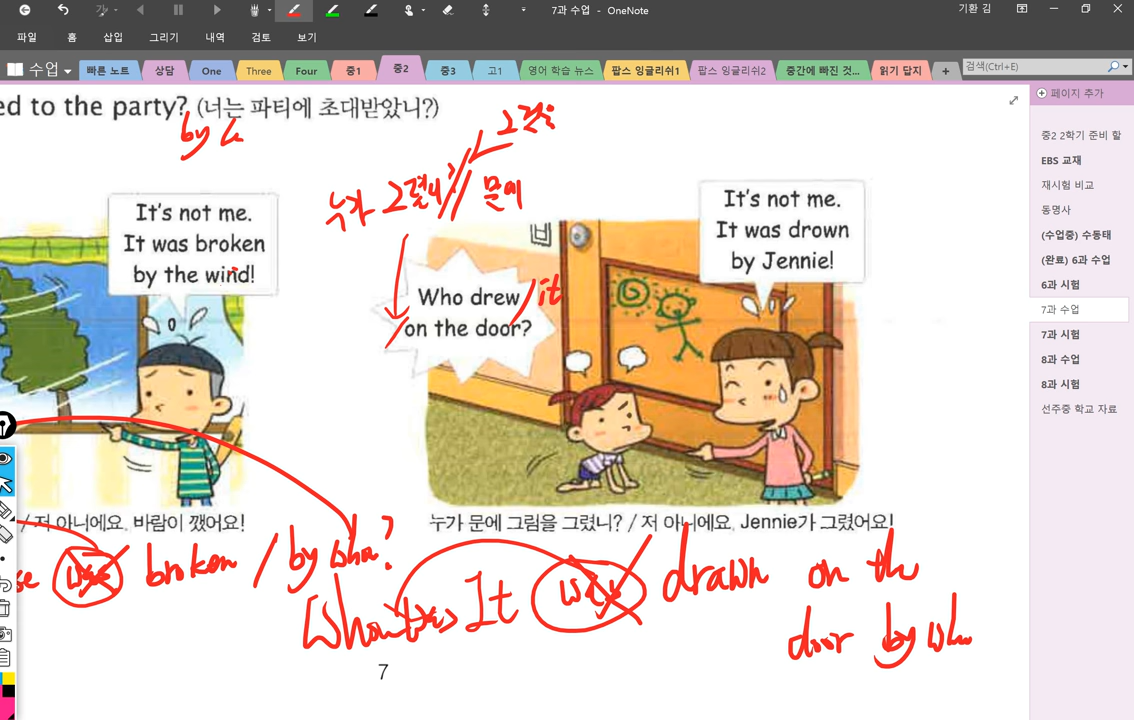 7과 수업 - OneNote
기환 김
파일 홈 삽입 그리기 내역 검토 보기
수업 빠른 노트 상담 One Three Four 중1 중2 중3 고1 영어 학습 뉴스 팝스 잉글리쉬1 팝스 잉글리쉬2 중간에 빠진 것... 읽기 답지 + 검색(Ctrl+E)
페이지 추가
중2 2학기 준비 할
EBS 교재
재시험 비교
동명사
(수업중) 수동태
(완료) 6과 수업
6과 시험
7과 수업
7과 시험
8과 수업
8과 시험
선주중 학교 자료
ed to the party? (너는 파티에 초대받았니?)
by
누가 그렸니? // 문에
It's not me.
It was broken
by the wind!
Who drew it
on the door?
It's not me.
It was drown
by Jennie!
/ 저 아니에요, 바람이 깼어요!
누가 문에 그림을 그렸니? / 저 아니에요, Jennie가 그렸어요!
se was broken / by whom?
It was drawn on the
door by who
7